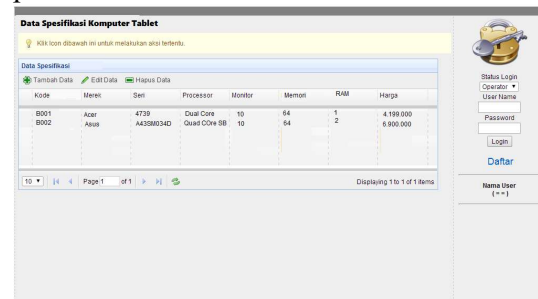 Data Spesifikasi Komputer Tablet
Klik Icon dibawah ini untuk melakukan aksi tertentu.
Data Spesifikasi
Tambah Data Edit Data Hapus Data
Kode Merek Seri Processor Monitor Memori RAM Harga
B001 Acer 4739 Dual Core 10 64 1 4.199.000
B002 Asus A43SM034D Quad COre SB 10 64 2 6.900.000
10 Page 1 of 1 Displaying 1 to 1 of 1 items
Status Login
Operator
User Name
Password
Login
Daftar
Nama User
( = = )